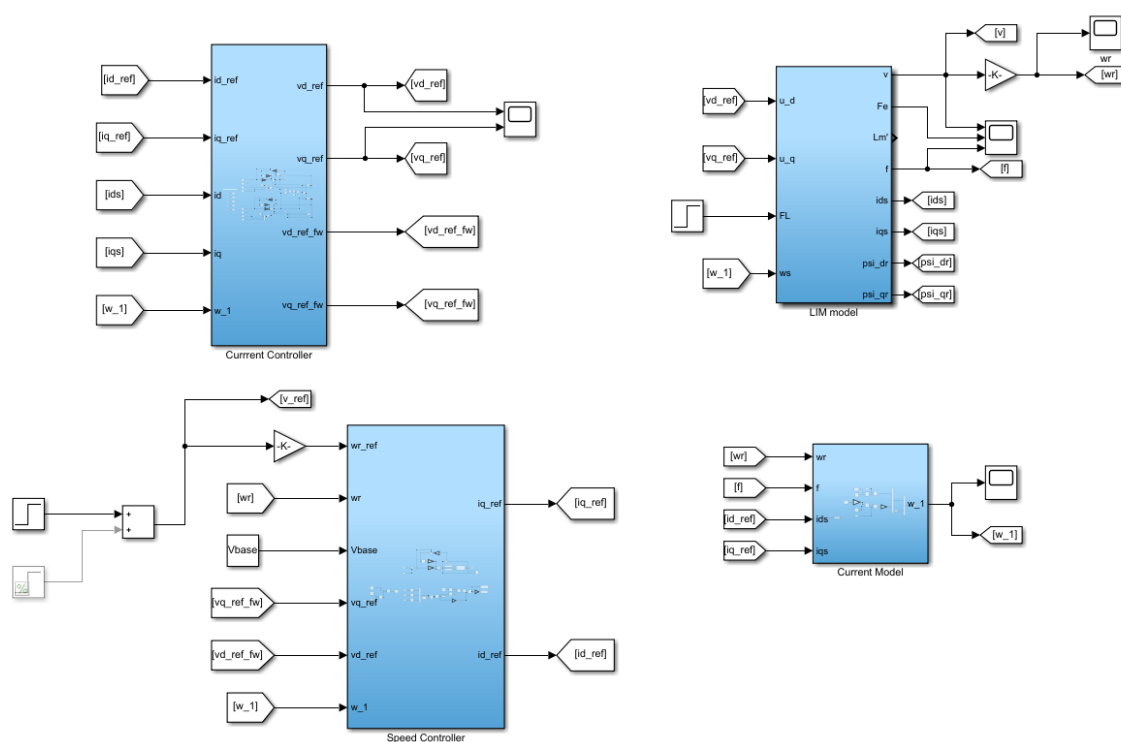 [id_ref]
[iq_ref]
[ids]
[iqs]
[w_1]
id_ref
iq_ref
id
iq
w_1
vd_ref
vq_ref
vd_ref_fw
vq_ref_fw
[vd_ref]
[vq_ref]
[vd_ref_fw]
[vq_ref_fw]
Currrent Controller
[vd_ref]
[vq_ref]
[w_1]
u_d
u_q
FL
ws
v
Fe
Lm'
f
ids
iqs
psi_dr
psi_qr
[v]
-K-
wr
[wr]
[f]
[ids]
[iqs]
[psi_dr]
[psi_qr]
LIM model
[v_ref]
-K-
+
+
%
[wr]
Vbase
[vq_ref_fw]
[vd_ref_fw]
[w_1]
wr_ref
wr
Vbase
vq_ref
vd_ref
w_1
iq_ref
id_ref
[iq_ref]
[id_ref]
Speed Controller
[wr]
[f]
[id_ref]
[iq_ref]
wr
f
ids
iqs
w_1
[w_1]
Current Model